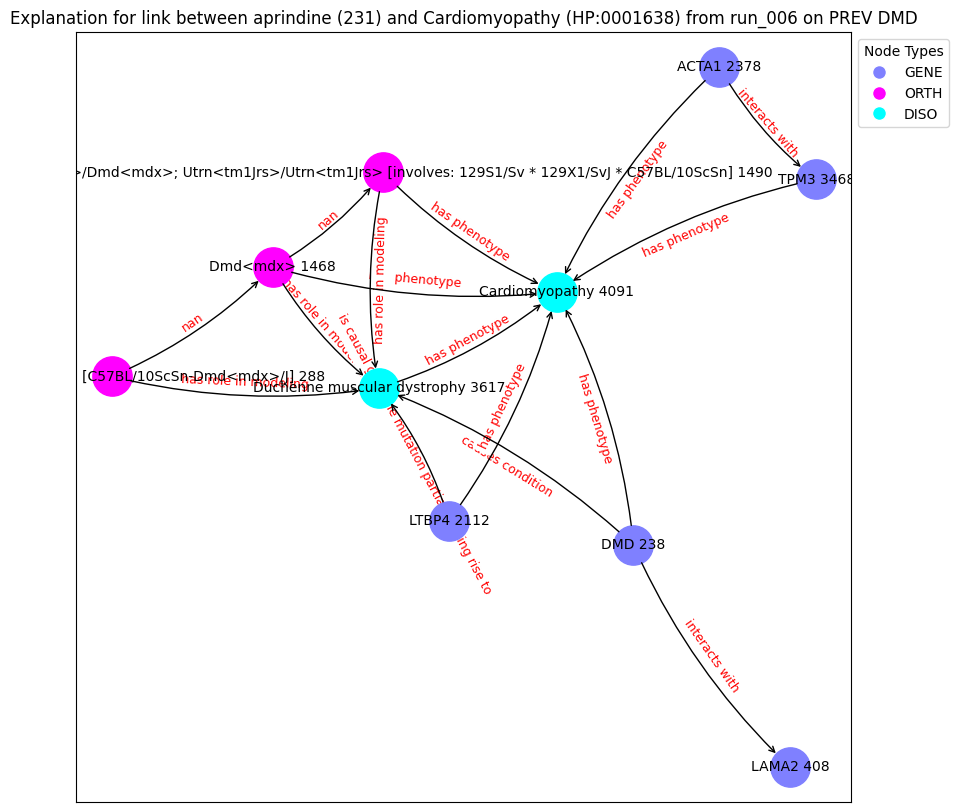 Explanation for link between aprindine (231) and Cardiomyopathy (HP:0001638) from run_006 on PREV DMD
Node Types
GENE
ORTH
DISO
ACTA1 2378
interacts with
has phenotype
>/Dmd<mdx>; Utrn<tm1Jrs>/Utrn<tm1Jrs> [involves: 129S1/Sv * 129X1/SvJ * C57BL/10ScSn] 1490
TPM3 3468
has phenotype
has phenotype
nan
has role in modeling
Dmd<mdx> 1468
phenotype
Cardiomyopathy 4091
has role in
is causal
nan
has phenotype
[C57BL/10ScSn-Dmd<mdx>/J] 288
has role in modeling
Duchenne muscular dystrophy 3617
has phenotype
has phenotype
mutation
causes condition
LTBP4 2112
rise to
DMD 238
interacts with
LAMA2 408